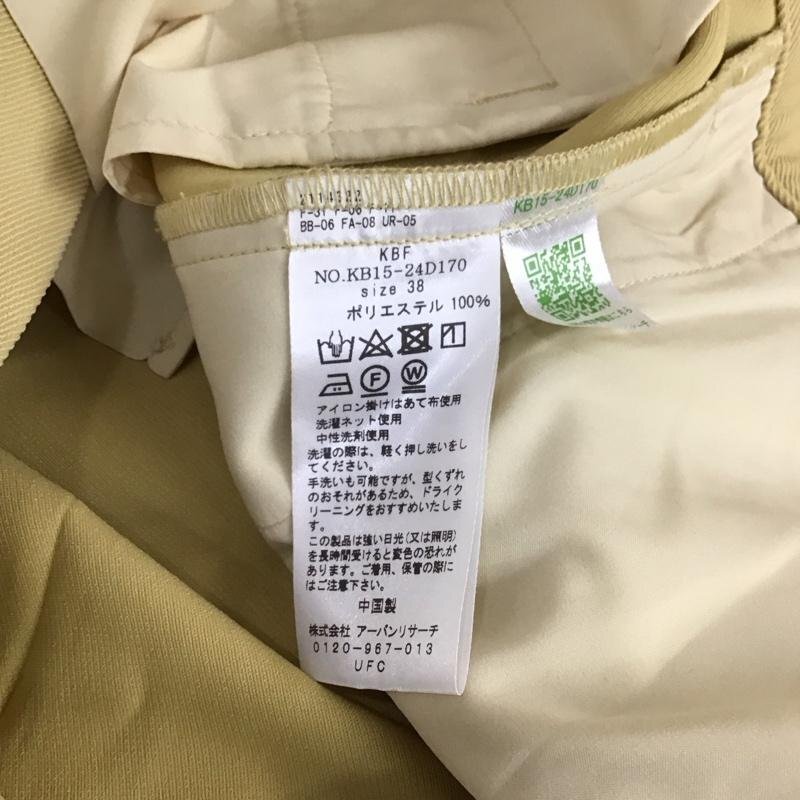 2114322
BB-06 FA-08 UR-05
KBF
NO.KB15-24D170
size 38
ポリエステル 100%
F
W
アイロン掛けはあて布使用
洗濯ネット使用
中性洗剤使用
洗濯の際は、軽く押し洗いをし
てください。
手洗いも可能ですが、型くずれ
のおそれがあるため、ドライク
リーニングをおすすめいたしま
す。
この製品は強い日光(又は照明)
を長時間受けると変色の恐れが
あります。ご着用、保管の際に
はご注意下さい。
中国製
株式会社 アーバンリサーチ
0120-967-013
UFC
KB15-24D170